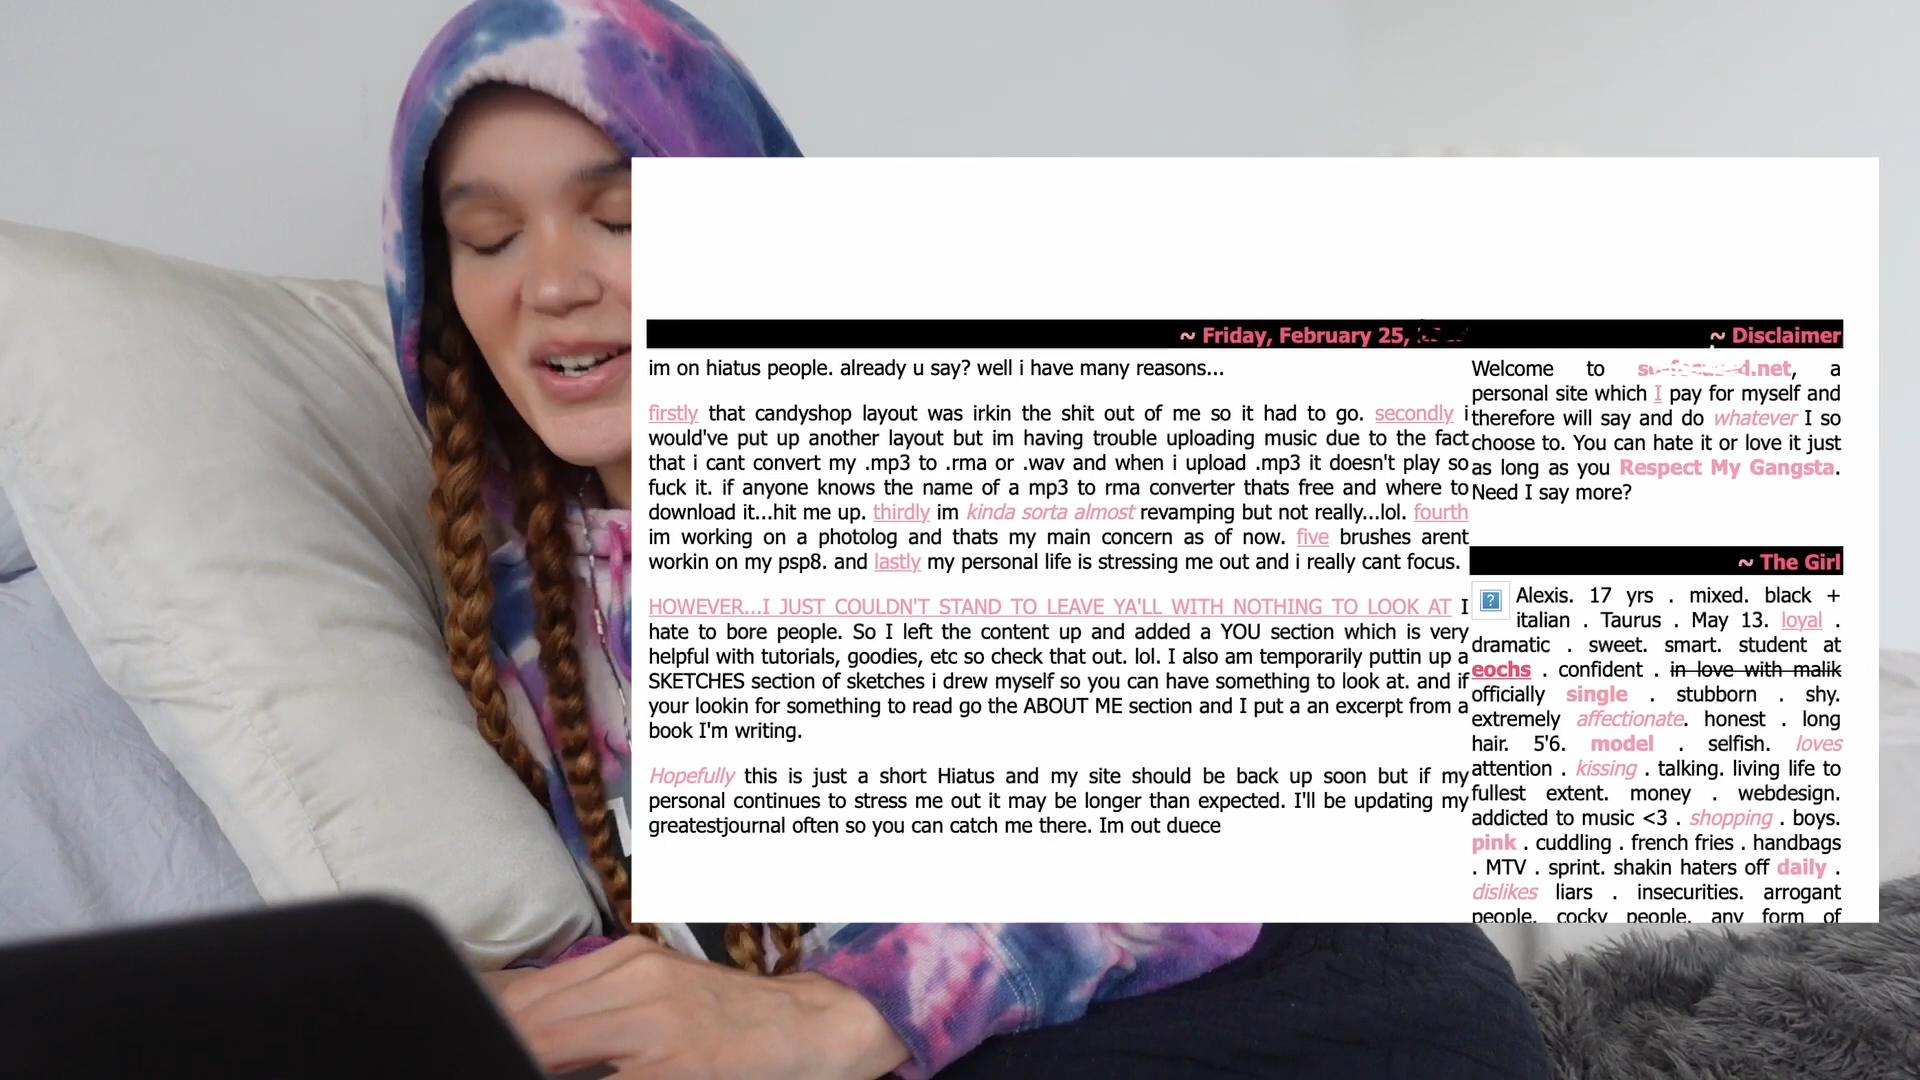 ~ Friday, February 25,
im on hiatus people. already u say? well i have many reasons...
firstly that candyshop layout was irkin the shit out of me so it had to go. secondly i
would've put up another layout but im having trouble uploading music due to the fact
that i cant convert my .mp3 to .rma or .wav and when i upload .mp3 it doesn't play so
fuck it. if anyone knows the name of a mp3 to rma converter thats free and where to
download it...hit me up. thirdly im kinda sorta almost revamping but not really...lol. fourth
im working on a photolog and thats my main concern as of now. five brushes arent
workin on my psp8. and lastly my personal life is stressing me out and i really cant focus.
HOWEVER...I JUST COULDN'T STAND TO LEAVE YA'LL WITH NOTHING TO LOOK AT I
hate to bore people. So I left the content up and added a YOU section which is very
helpful with tutorials, goodies, etc so check that out. lol. I also am temporarily puttin up a
SKETCHES section of sketches i drew myself so you can have something to look at. and if
your lookin for something to read go the ABOUT ME section and I put a an excerpt from a
book I'm writing.
Hopefully this is just a short Hiatus and my site should be back up soon but if my
personal continues to stress me out it may be longer than expected. I'll be updating my
greatestjournal often so you can catch me there. Im out duece
~ Disclaimer
Welcome to .net, a
personal site which I pay for myself and
therefore will say and do whatever I so
choose to. You can hate it or love it just
as long as you Respect My Gangsta.
Need I say more?
~ The Girl
Alexis. 17 yrs . mixed. black +
italian . Taurus . May 13. loyal .
dramatic . sweet. smart. student at
eochs . confident . in love with malik
officially single . stubborn . shy.
extremely affectionate. honest . long
hair. 5'6. model . selfish. loves
attention . kissing . talking. living life to
fullest extent. money . webdesign.
addicted to music <3 . shopping . boys.
pink . cuddling . french fries . handbags
. MTV . sprint. shakin haters off daily .
dislikes liars . insecurities. arrogant
people. cocky people. any form of